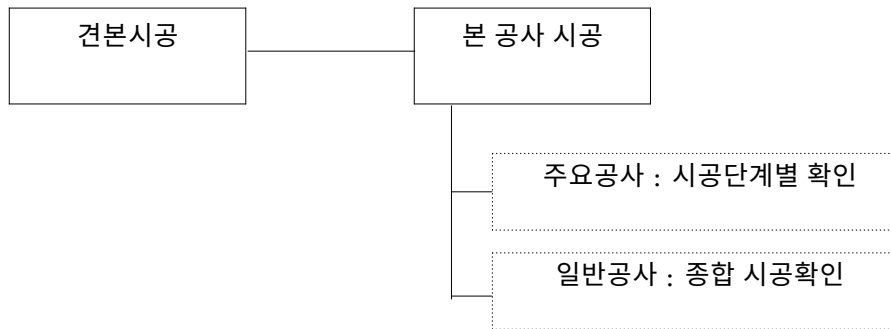 견본시공
본 공사 시공
주요공사 : 시공단계별 확인
일반공사 : 종합 시공확인